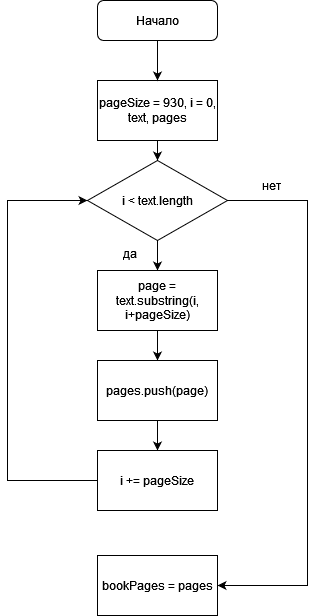 Начало
pageSize = 930, i = 0,
text, pages
i < text.length
нет
да
page =
text.substring(i,
i+pageSize)
pages.push(page)
i += pageSize
bookPages = pages